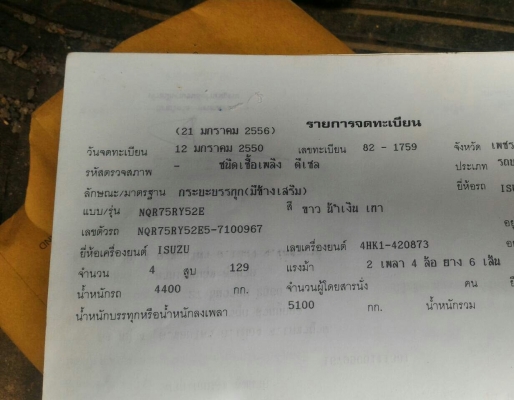 (21 มกราคม 2556) รายการจดทะเบียน
วันจดทะเบียน 12 มกราคม 2550 เลขทะเบียน 82 - 1759 จังหวัด เพชร
รหัสตรวจสภาพ - ชนิดเชื้อเพลิง ดีเซล ประเภท รถย
ลักษณะ/มาตรฐาน กระยะบรรทุก(มีข้างเสริม) ยี่ห้อรถ ISU
แบบ/รุ่น NQR75RY52E สี ขาว น้ำเงิน เทา
เลขตัวรถ NQR75RY52E5-7100967
ยี่ห้อเครื่องยนต์ ISUZU เลขเครื่องยนต์ 4HK1-420873
จำนวน 4 สูบ 129 แรงม้า 2 เพลา 4 ล้อ ยาง 6 เส้น
น้ำหนักรถ 4400 กก. จำนวนผู้โดยสารนั่ง คน
น้ำหนักบรรทุกหรือน้ำหนักลงเพลา 5100 กก. น้ำหนักรวม